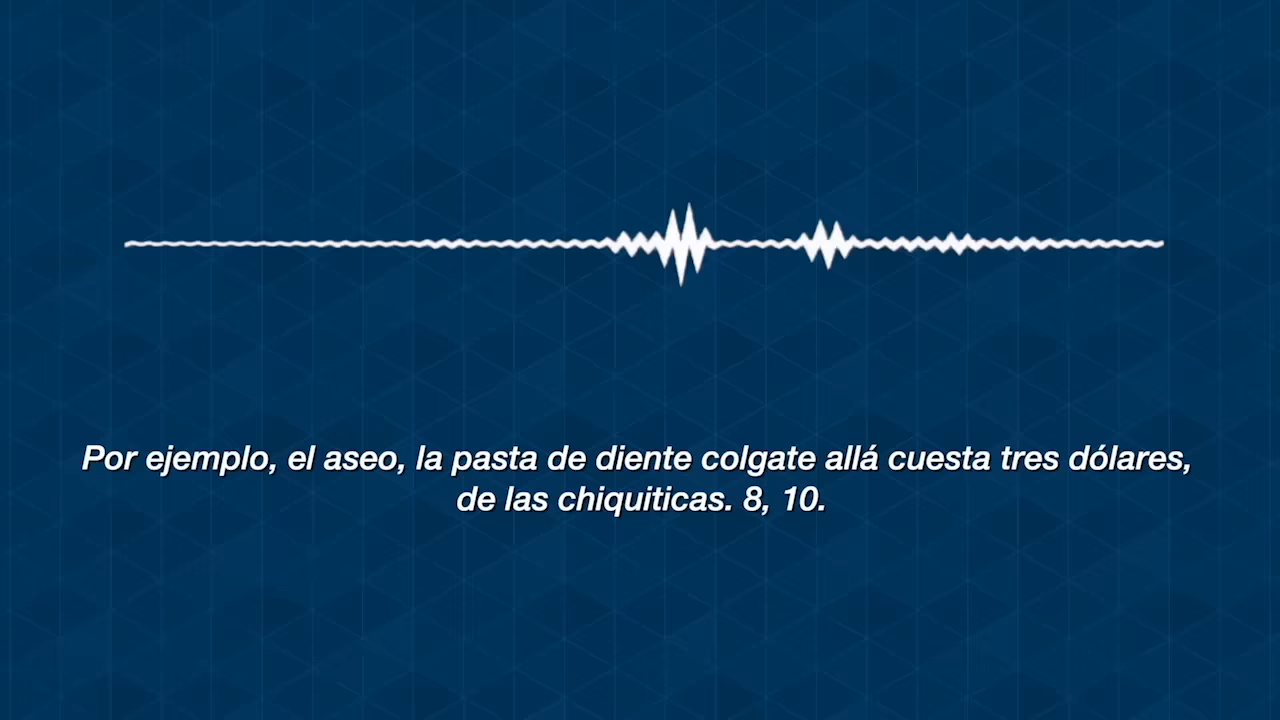 Por ejemplo, el aseo, la pasta de diente colgate allá cuesta tres dólares,
de las chiquiticas. 8, 10.